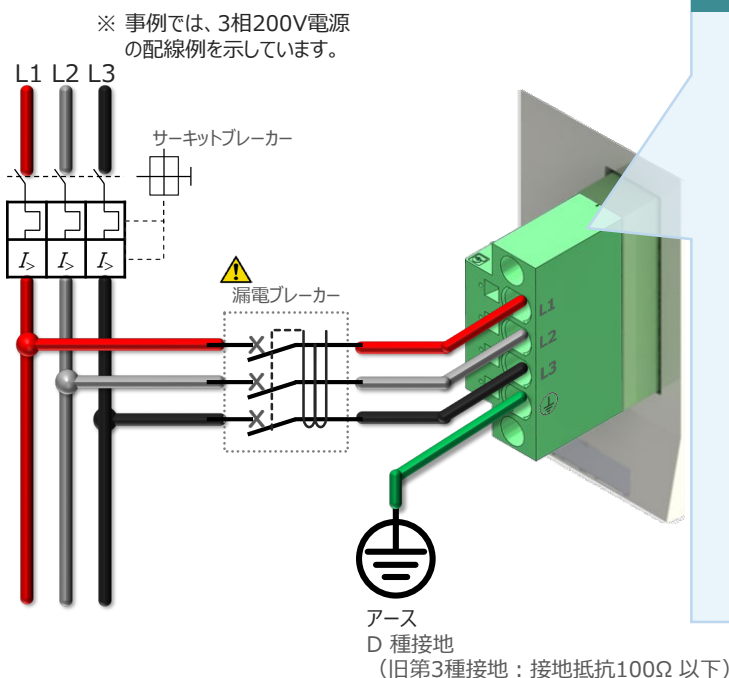 ※ 事例では、3相200V電源
の配線例を示しています。
L1 L2 L3
サーキットブレーカー
I> I> I>
漏電ブレーカー
L1
L2
L3
アース
D 種接地
（旧第3種接地：接地抵抗100Ω 以下）